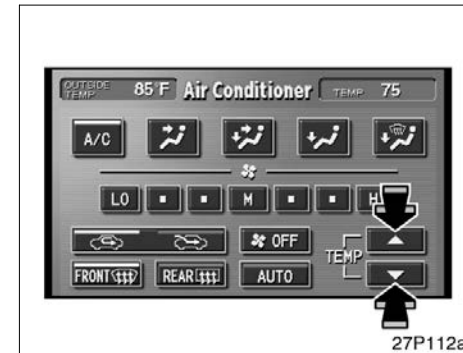 OUTSIDE TEMP 85°F Air Conditioner TEMP 75
A/C
LO M
OFF
TEMP
FRONT REAR AUTO
27P112a